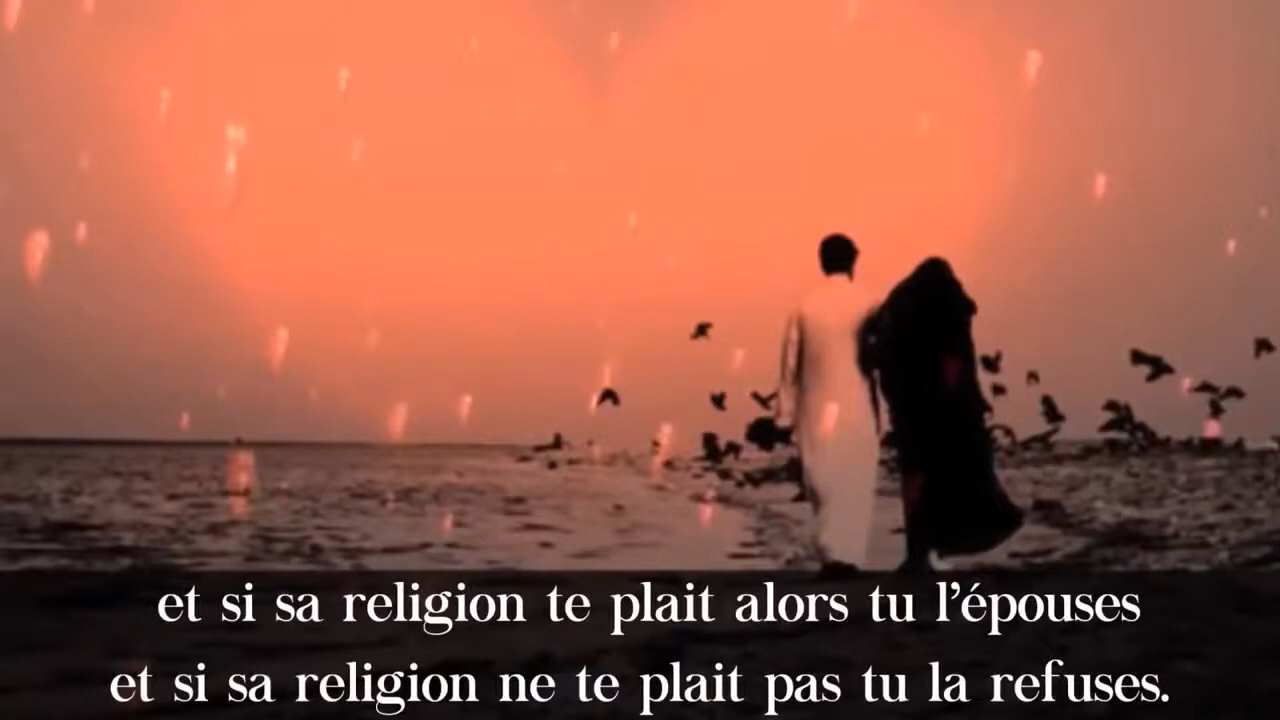 et si sa religion te plait alors tu l'épouses
et si sa religion ne te plait pas tu la refuses.